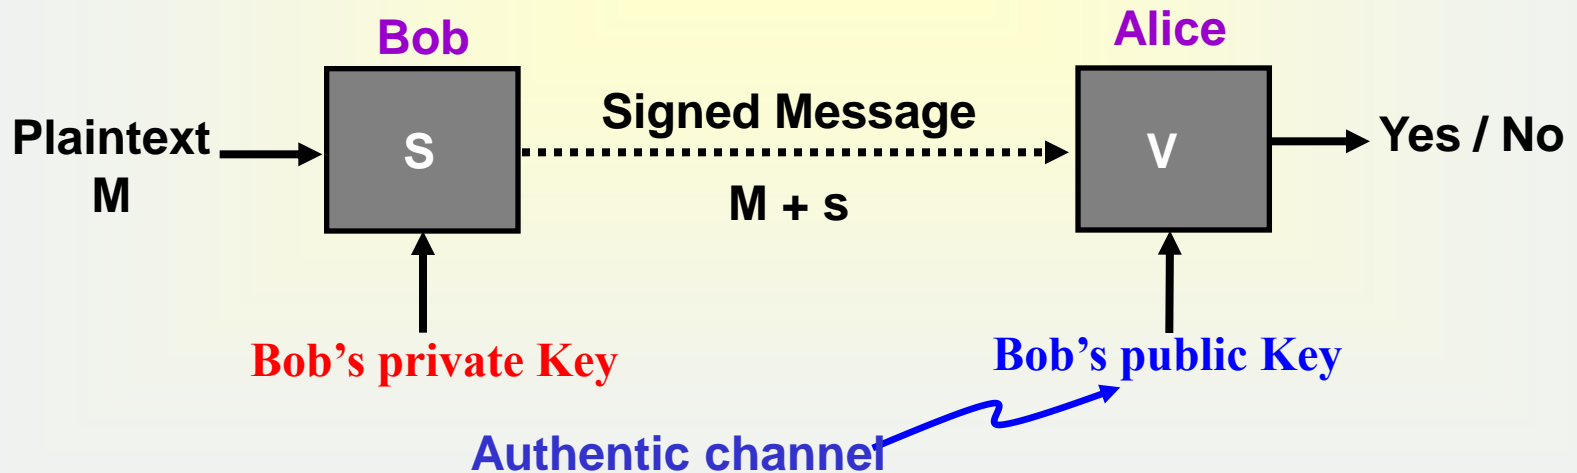 Bob
Alice
Plaintext
M
S
Signed Message
M + s
V
Yes / No
Bob’s private Key
Bob’s public Key
Authentic channel